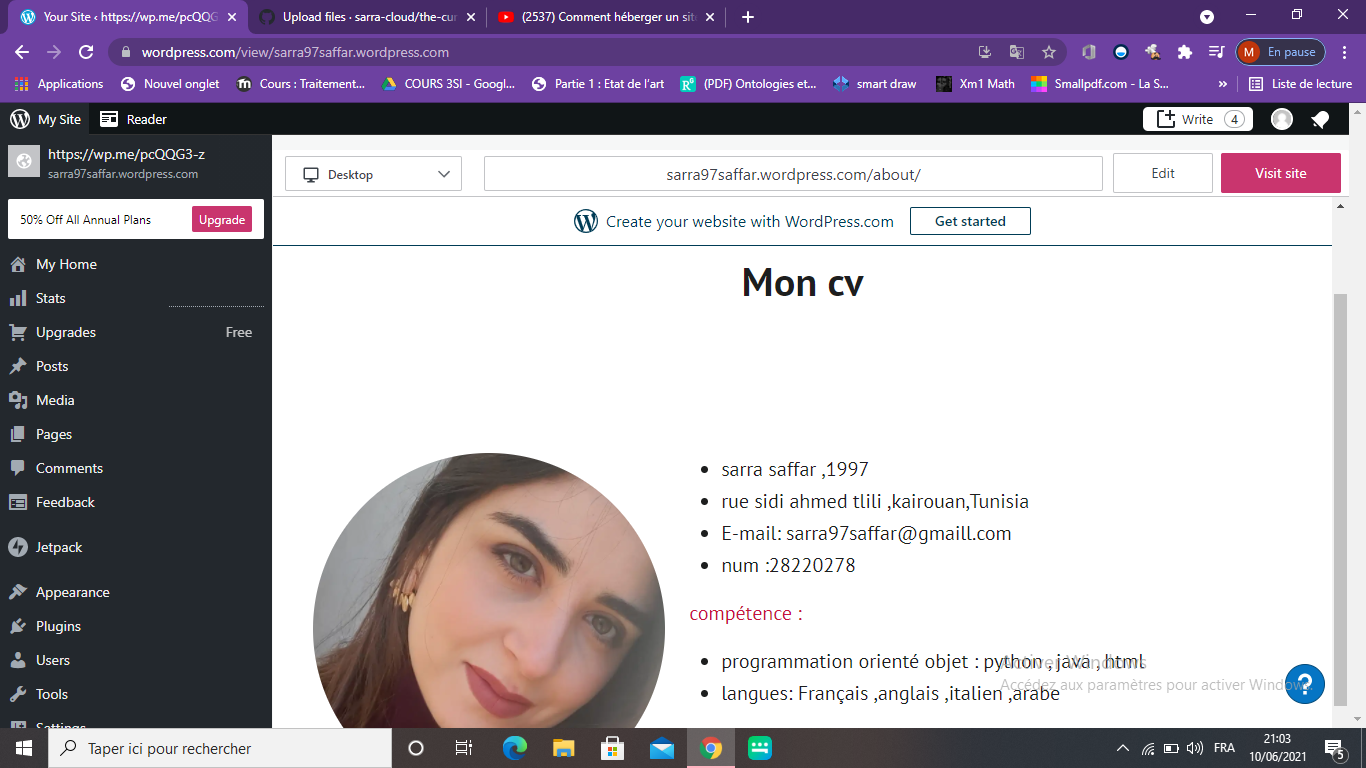 Your Site ‹ https://wp.me/pcQQG
Upload files · sarra-cloud/the-cur
(2537) Comment héberger un site
wordpress.com/view/sarra97saffar.wordpress.com
M En pause
Applications
Nouvel onglet
m Cours : Traitement...
COURS 3SI - Googl...
Partie 1 : Etat de l'art
(PDF) Ontologies et...
smart draw
Xm1 Math
Smallpdf.com - La S...
»
Liste de lecture
My Site
Reader
Write 4
https://wp.me/pcQQG3-z
sarra97saffar.wordpress.com
Desktop
sarra97saffar.wordpress.com/about/
Edit
Visit site
50% Off All Annual Plans
Upgrade
Create your website with WordPress.com
Get started
My Home
Stats
Upgrades Free
Posts
Media
Pages
Comments
Feedback
Jetpack
Appearance
Plugins
Users
Tools
Settings
Mon cv
sarra saffar ,1997
rue sidi ahmed tlili ,kairouan,Tunisia
E-mail: sarra97saffar@gmaill.com
num :28220278
compétence :
programmation orienté objet : python ,java , html
langues: Français ,anglais ,italien ,arabe
Activer Windows
Accédez aux paramètres pour activer Windows.
?
Taper ici pour rechercher
FRA
21:03
10/06/2021
5